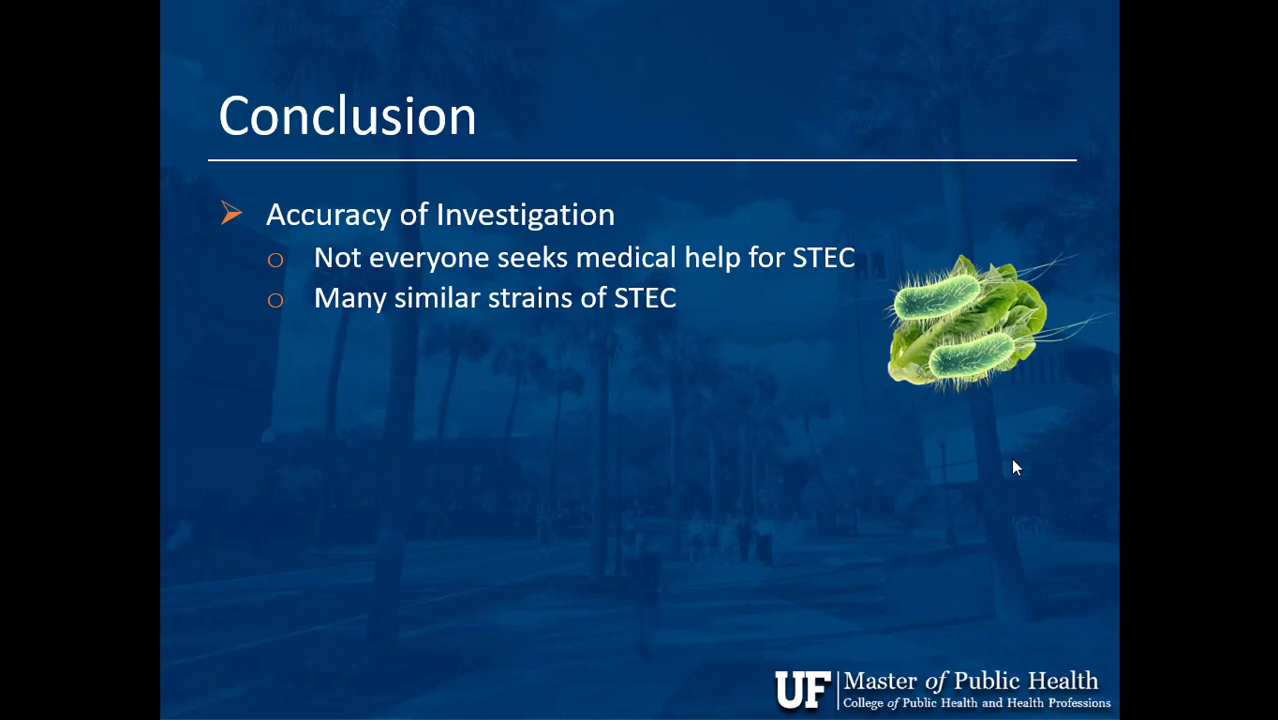 Conclusion
Accuracy of Investigation
Not everyone seeks medical help for STEC
Many similar strains of STEC
UF Master of Public Health
College of Public Health and Health Professions